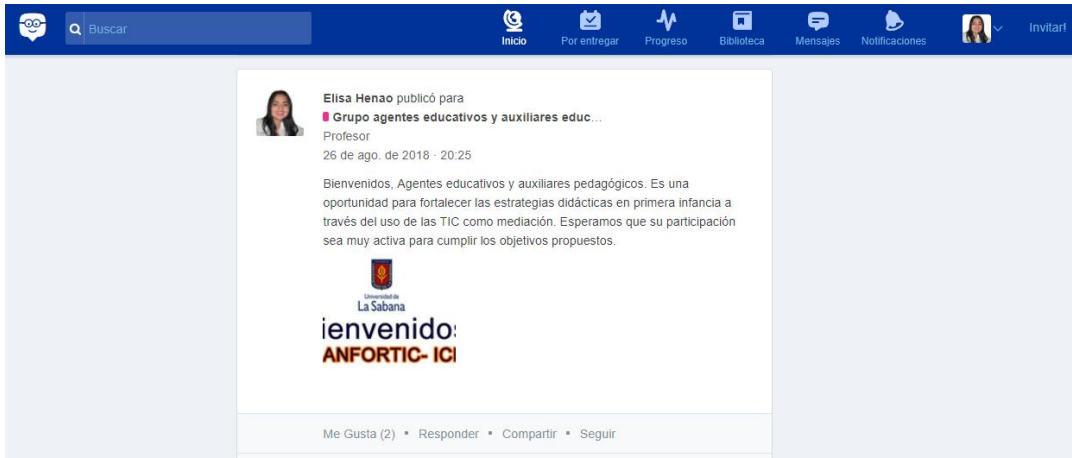 Buscar
Inicio
Por entregar
Progreso
Biblioteca
Mensajes
Notificaciones
Invitar!
Elisa Henao publicó para
Grupo agentes educativos y auxiliares educ...
Profesor
26 de ago. de 2018 · 20:25
Bienvenidos, Agentes educativos y auxiliares pedagógicos. Es una
oportunidad para fortalecer las estrategias didácticas en primera infancia a
través del uso de las TIC como mediación. Esperamos que su participación
sea muy activa para cumplir los objetivos propuestos.
Universidad de
La Sabana
ienvenidos
ANFORTIC- ICI
Me Gusta (2) • Responder • Compartir • Seguir